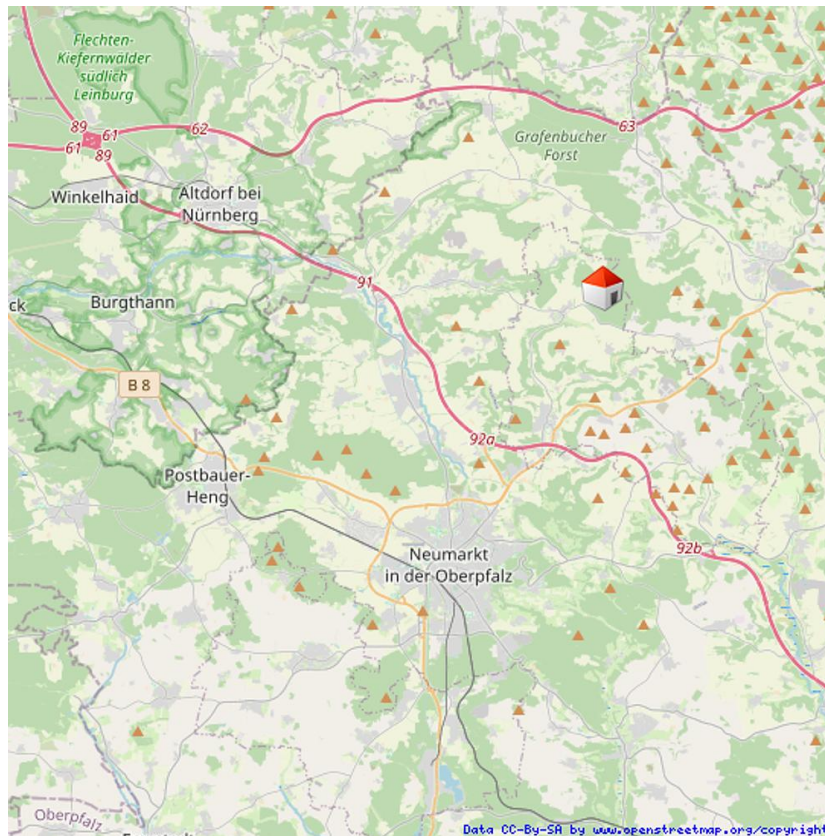 Flechten-
Kiefernwälder
südlich
Leinburg
89
61
62
61
89
63
Grafenbucher
Forst
Winkelhaid
Altdorf bei
Nürnberg
91
ck
Burgthann
B 8
92a
Postbauer-
Heng
Neumarkt
in der Oberpfalz
92b
Oberpfalz
Data CC-By-SA by www.openstreetmap.org/copyright